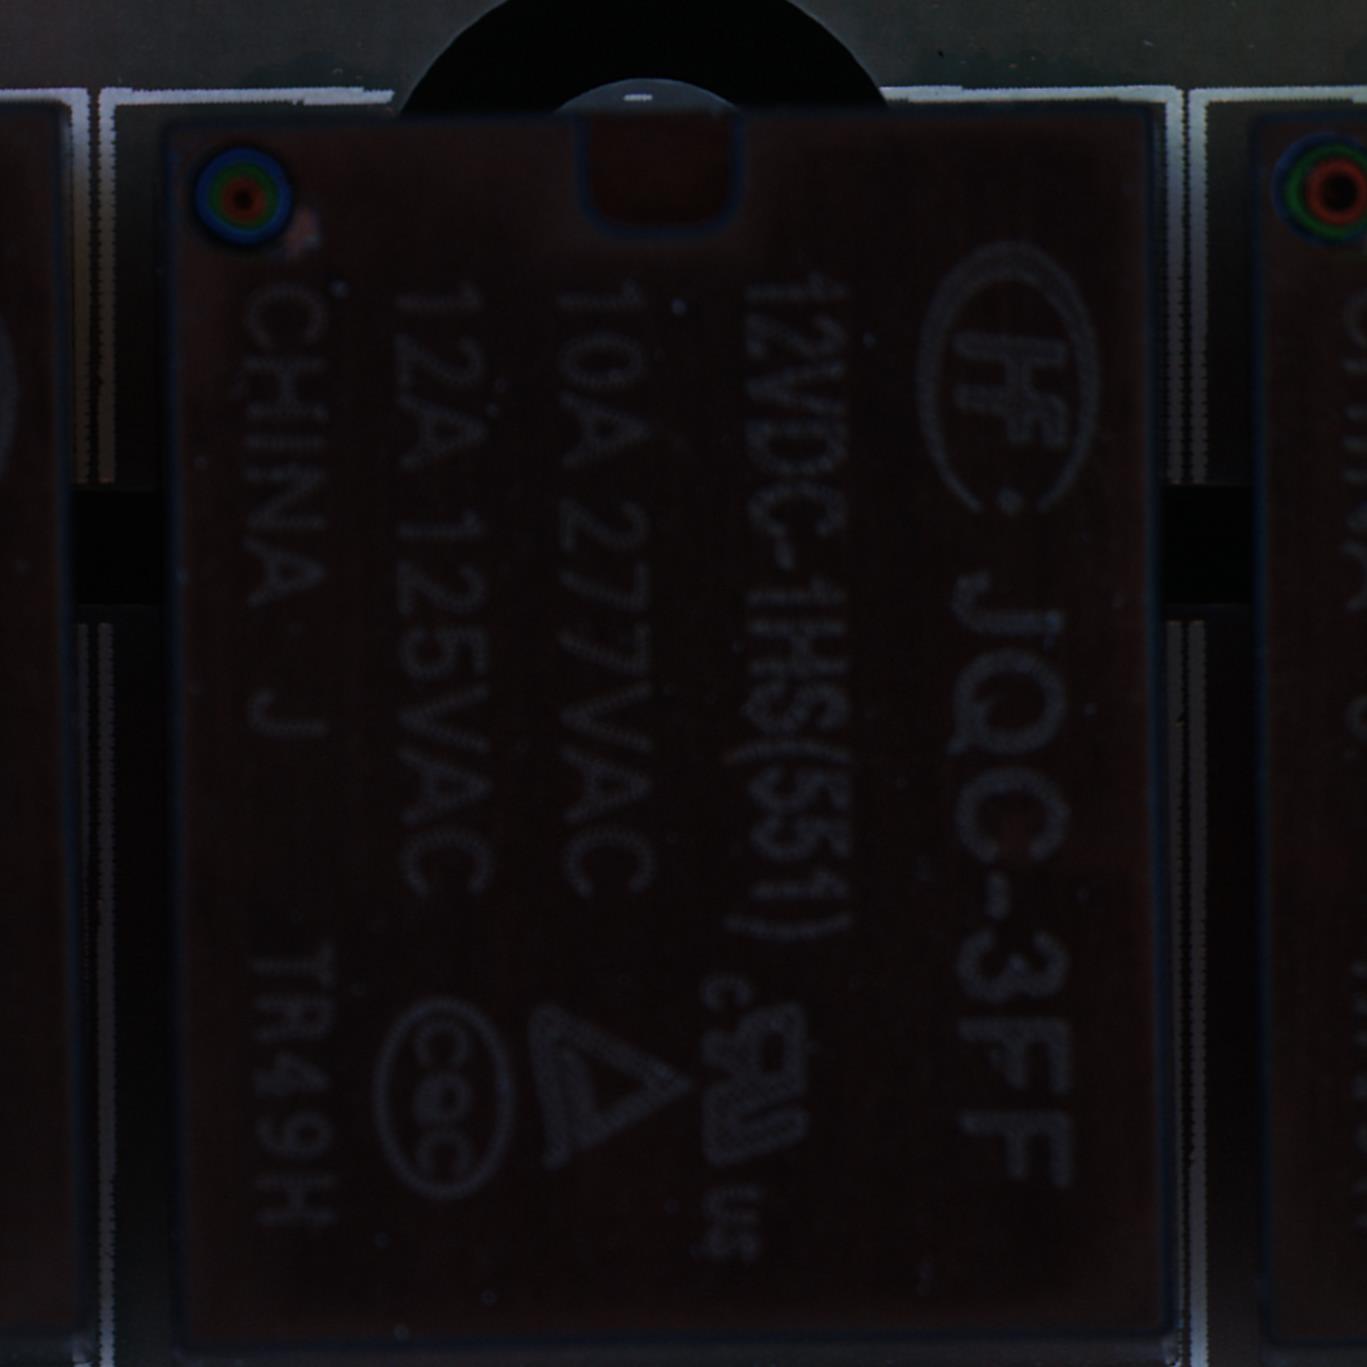 HF JQC-3FF
12VDC-1HS(551)
c US
10A 277VAC
12A 125VAC
CQC
CHINA J TR49H